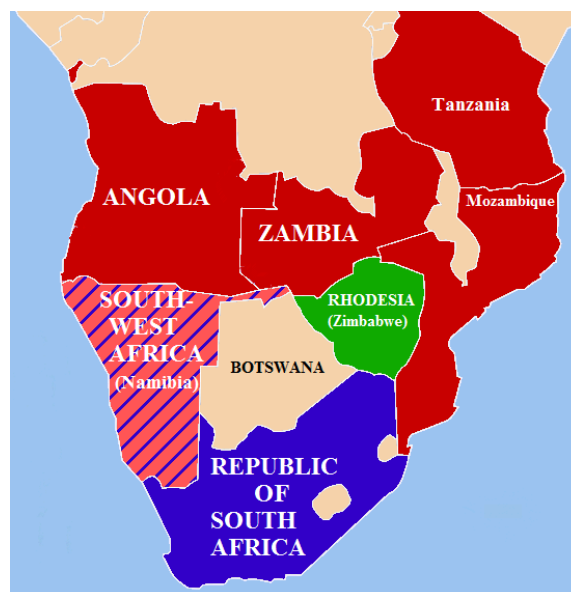 Tanzania
ANGOLA
Mozambique
ZAMBIA
SOUTH-
WEST
AFRICA
(Namibia)
RHODESIA
(Zimbabwe)
BOTSWANA
REPUBLIC
OF
SOUTH
AFRICA